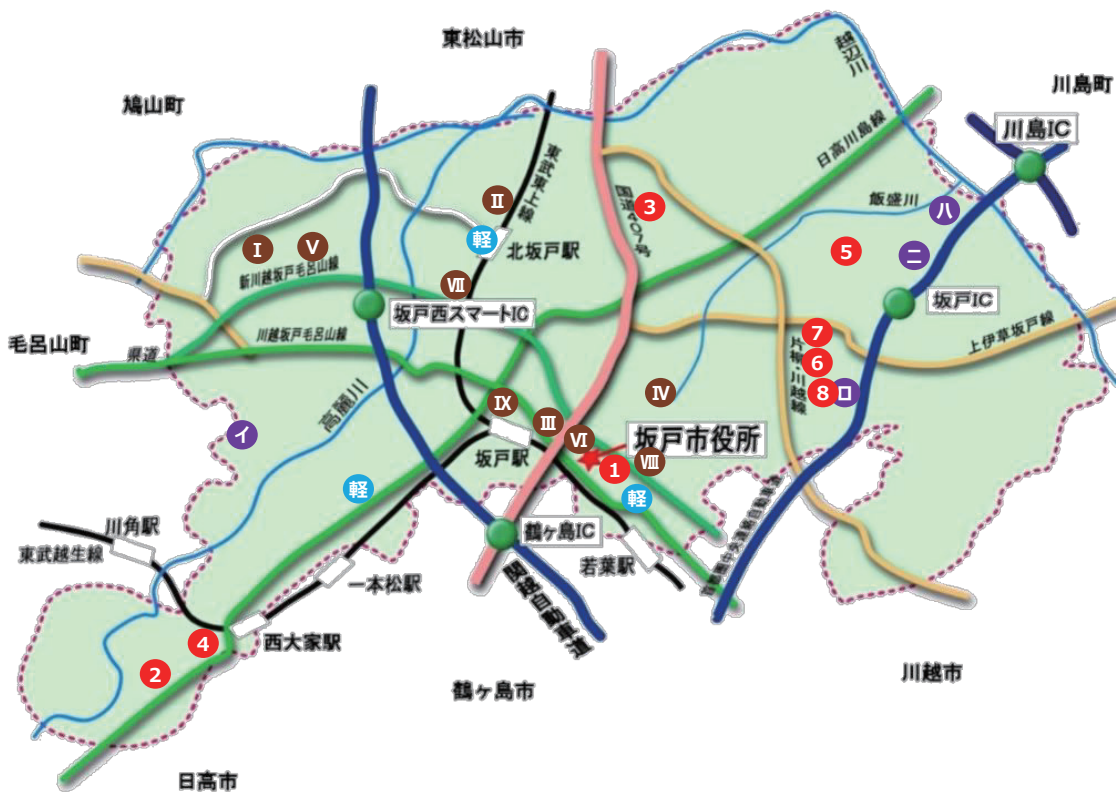 東松山市
鳩山町
越辺川
川島町
川島IC
日高川島線
東武東上線
国道407号
飯盛川
ハ
Ⅱ
3
軽
北坂戸駅
Ⅰ
Ⅴ
5
ニ
新川越坂戸毛呂山線
Ⅶ
坂戸西スマートIC
坂戸IC
川越坂戸毛呂山線
7
上伊草坂戸線
毛呂山町
県道
片柳・川越線
6
8
ロ
高麗川
Ⅳ
Ⅸ
Ⅲ
Ⅵ
坂戸市役所
イ
坂戸駅
1
Ⅷ
軽
軽
川角駅
東武越生線
鶴ヶ島IC
若葉駅
首都圏中央連絡自動車道
一本松駅
関越自動車道
4
西大家駅
2
鶴ヶ島市
川越市
日高市